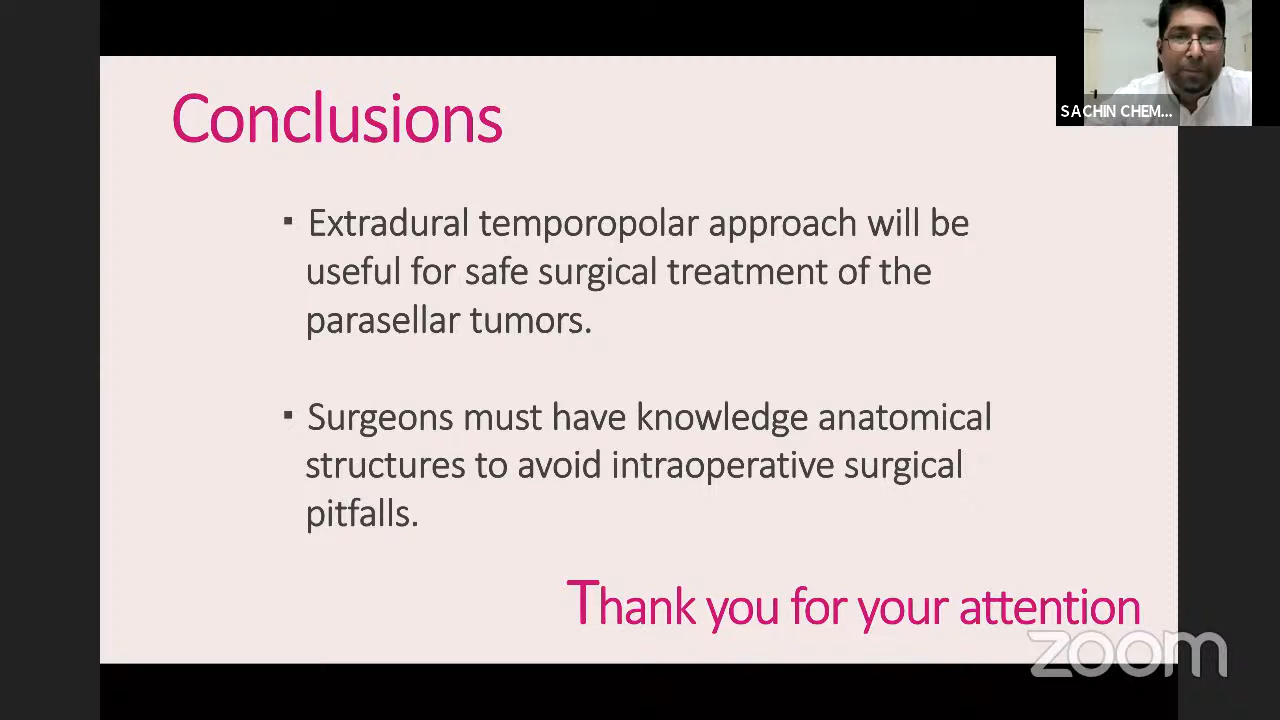 Conclusions
SACHIN CHEM...
▪ Extradural temporopolar approach will be
useful for safe surgical treatment of the
parasellar tumors.
▪ Surgeons must have knowledge anatomical
structures to avoid intraoperative surgical
pitfalls.
Thank you for your attention
zoom